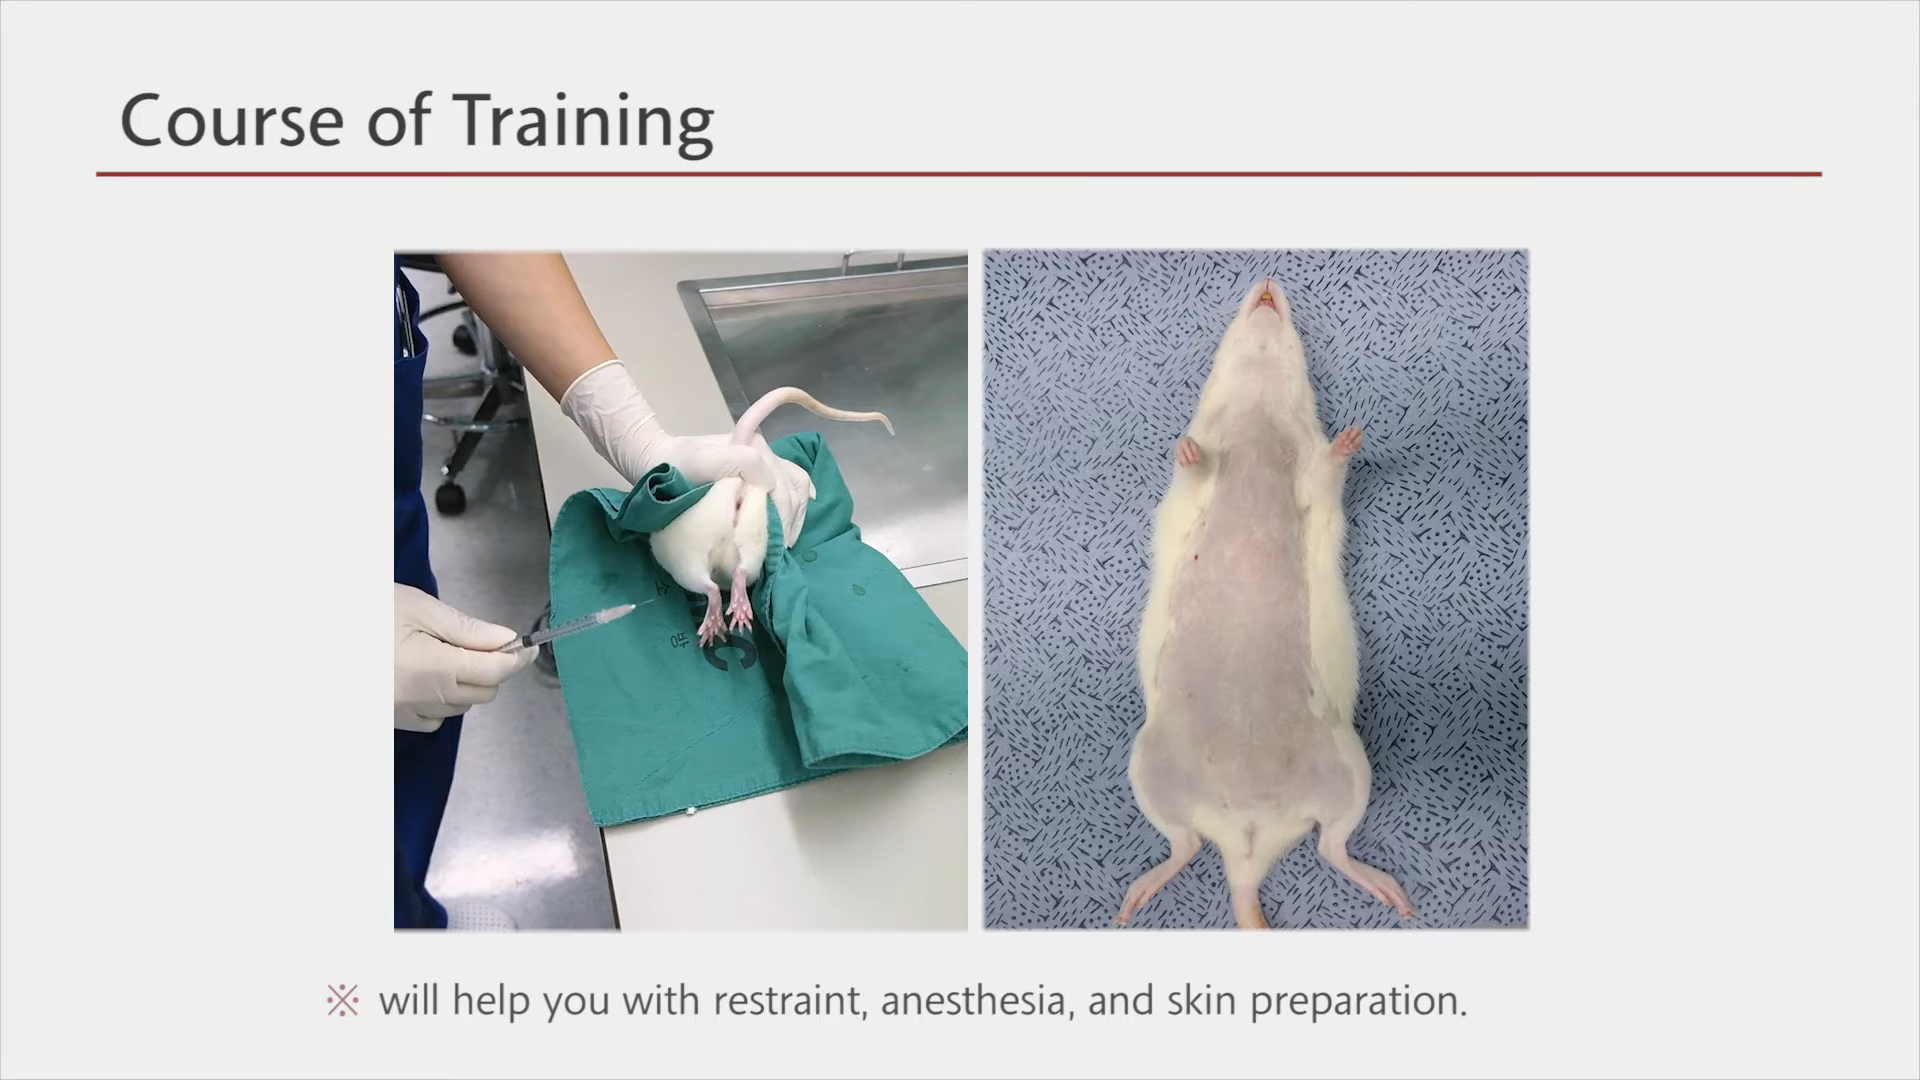 Course of Training
※ will help you with restraint, anesthesia, and skin preparation.